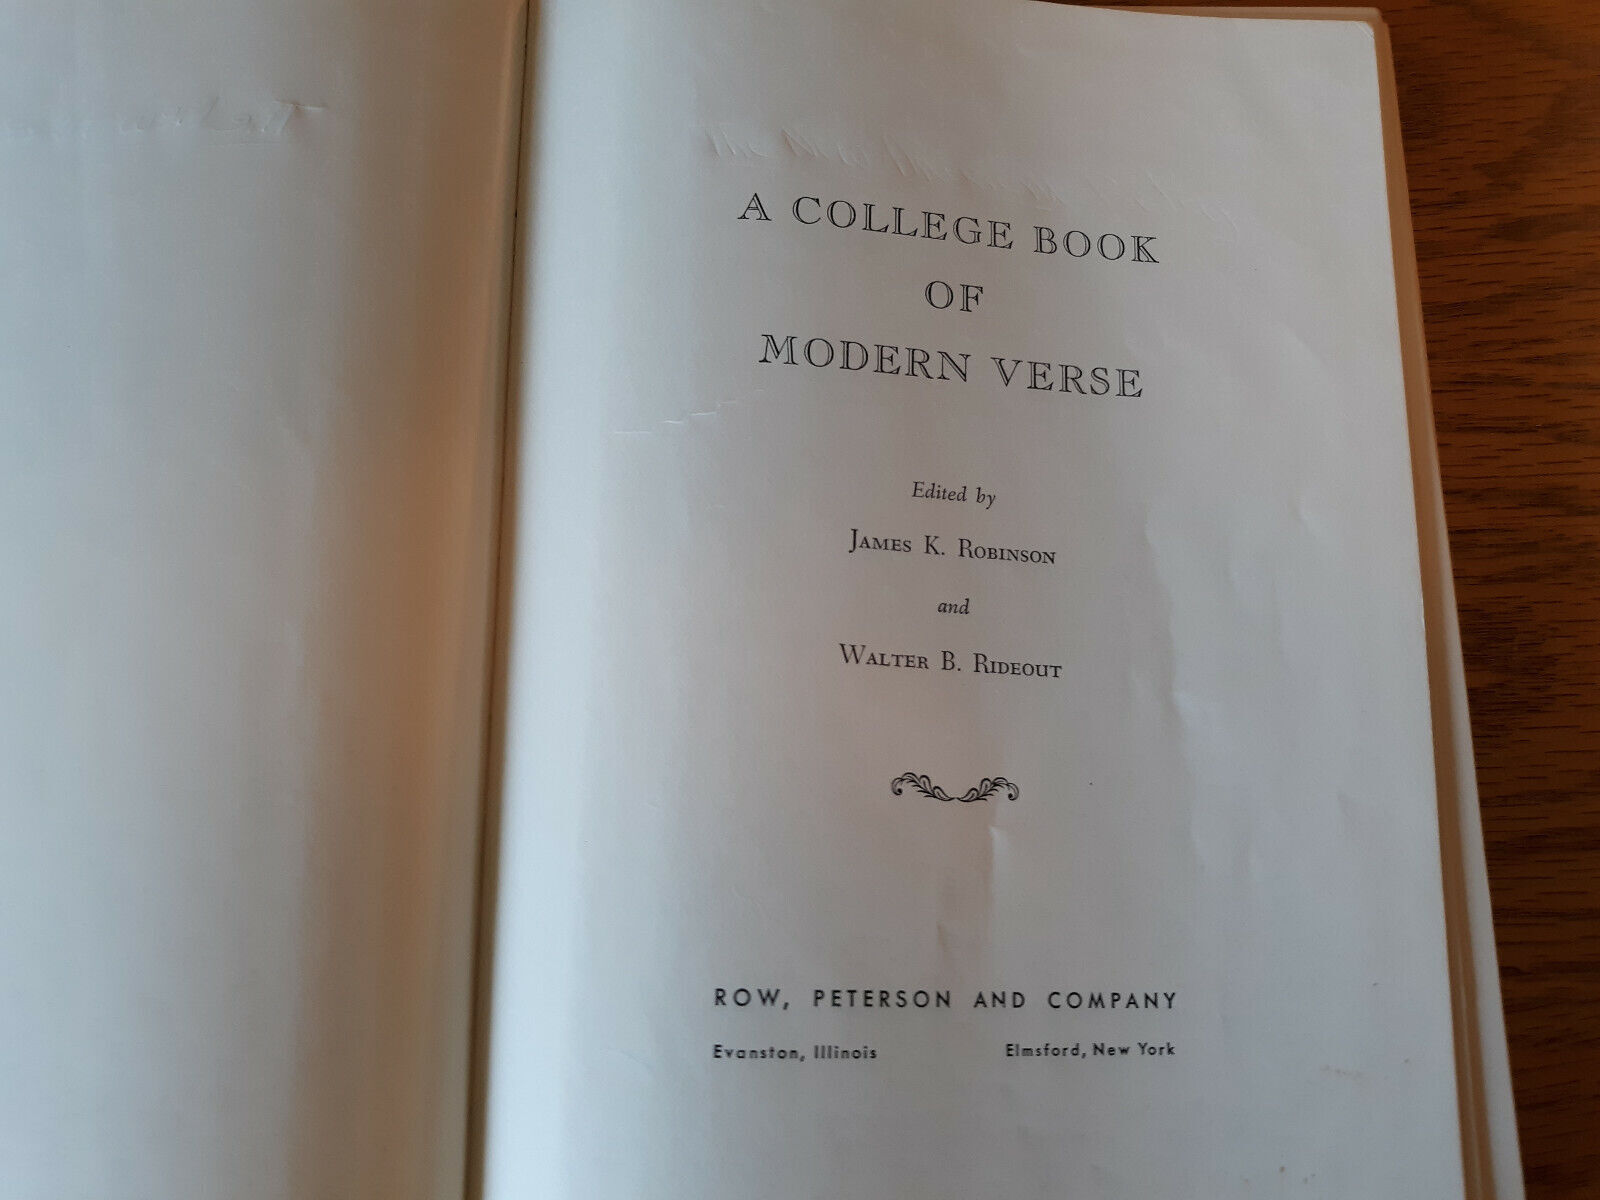 A COLLEGE BOOK
OF
MODERN VERSE
Edited by
James K. Robinson
and
Walter B. Rideout
ROW, PETERSON AND COMPANY
Evanston, Illinois Elmsford, New York